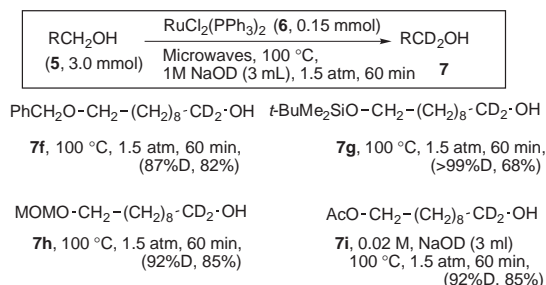 RCH2OH RuCl2(PPh3)2 (6, 0.15 mmol) RCD2OH
(5, 3.0 mmol) Microwaves, 100 °C, 7
1M NaOD (3 mL), 1.5 atm, 60 min
PhCH2O-CH2-(CH2)8-CD2-OH t-BuMe2SiO-CH2-(CH2)8-CD2-OH
7f, 100 °C, 1.5 atm, 60 min, 7g, 100 °C, 1.5 atm, 60 min,
(87%D, 82%) (>99%D, 68%)
MOMO-CH2-(CH2)8-CD2-OH AcO-CH2-(CH2)8-CD2-OH
7h, 100 °C, 1.5 atm, 60 min, 7i, 0.02 M, NaOD (3 ml)
(92%D, 85%) 100 °C, 1.5 atm, 60 min,
(92%D, 85%)